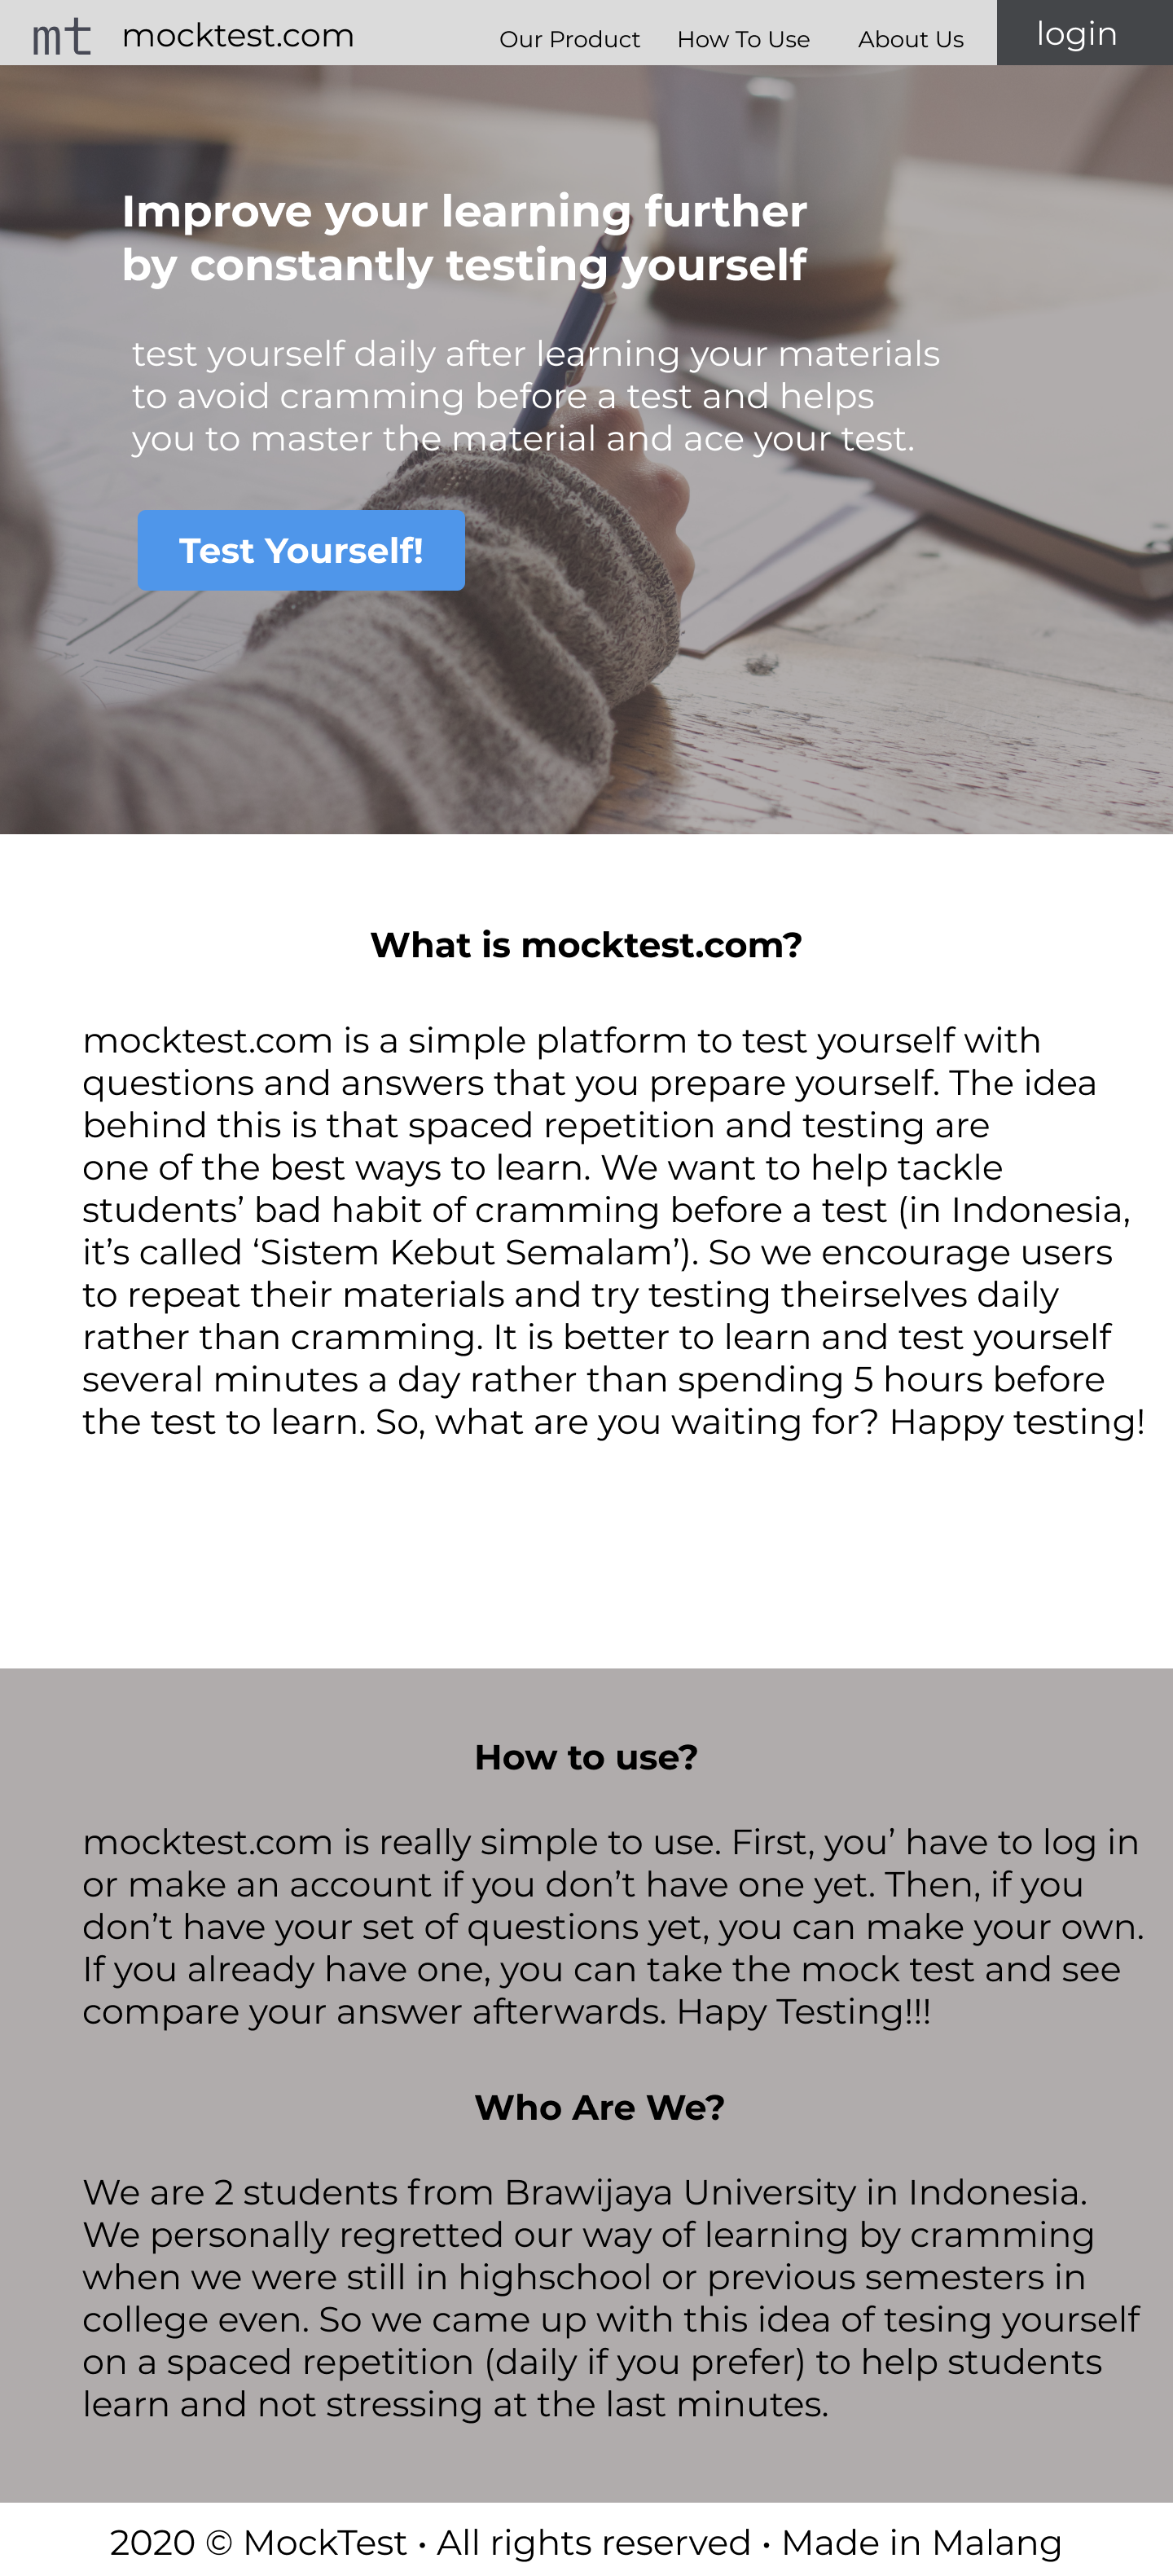 mt mocktest.com Our Product How To Use About Us login
Improve your learning further
by constantly testing yourself
test yourself daily after learning your materials
to avoid cramming before a test and helps
you to master the material and ace your test.
Test Yourself!
What is mocktest.com?
mocktest.com is a simple platform to test yourself with
questions and answers that you prepare yourself. The idea
behind this is that spaced repetition and testing are
one of the best ways to learn. We want to help tackle
students’ bad habit of cramming before a test (in Indonesia,
it’s called ‘Sistem Kebut Semalam’). So we encourage users
to repeat their materials and try testing theirselves daily
rather than cramming. It is better to learn and test yourself
several minutes a day rather than spending 5 hours before
the test to learn. So, what are you waiting for? Happy testing!
How to use?
mocktest.com is really simple to use. First, you’ have to log in
or make an account if you don’t have one yet. Then, if you
don’t have your set of questions yet, you can make your own.
If you already have one, you can take the mock test and see
compare your answer afterwards. Hapy Testing!!!
Who Are We?
We are 2 students from Brawijaya University in Indonesia.
We personally regretted our way of learning by cramming
when we were still in highschool or previous semesters in
college even. So we came up with this idea of tesing yourself
on a spaced repetition (daily if you prefer) to help students
learn and not stressing at the last minutes.
2020 © MockTest • All rights reserved • Made in Malang